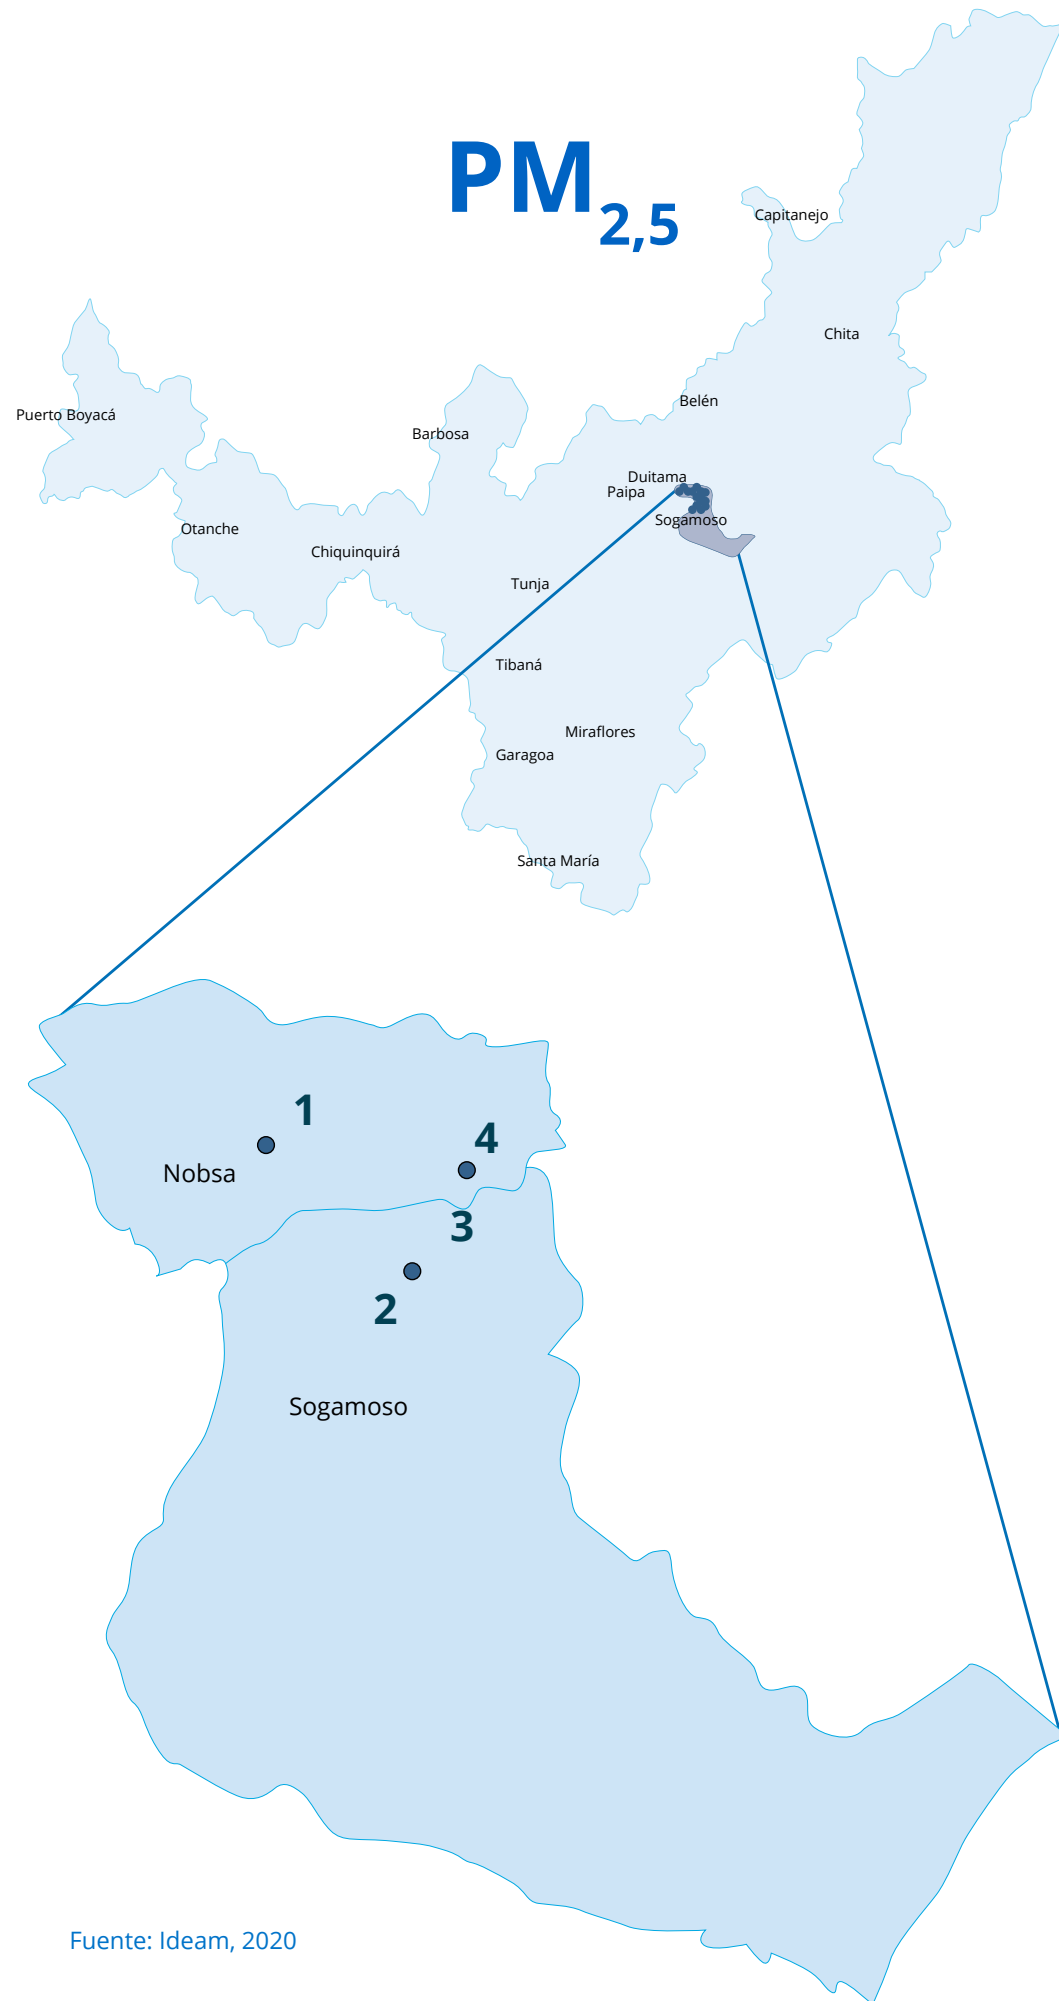 PM2,5
Capitanejo
Chita
Belén
Puerto Boyacá
Barbosa
Duitama
Paipa
Sogamoso
Otanche
Chiquinquirá
Tunja
Tibaná
Miraflores
Garagoa
Santa María
1
4
Nobsa
3
2
Sogamoso
Fuente: Ideam, 2020